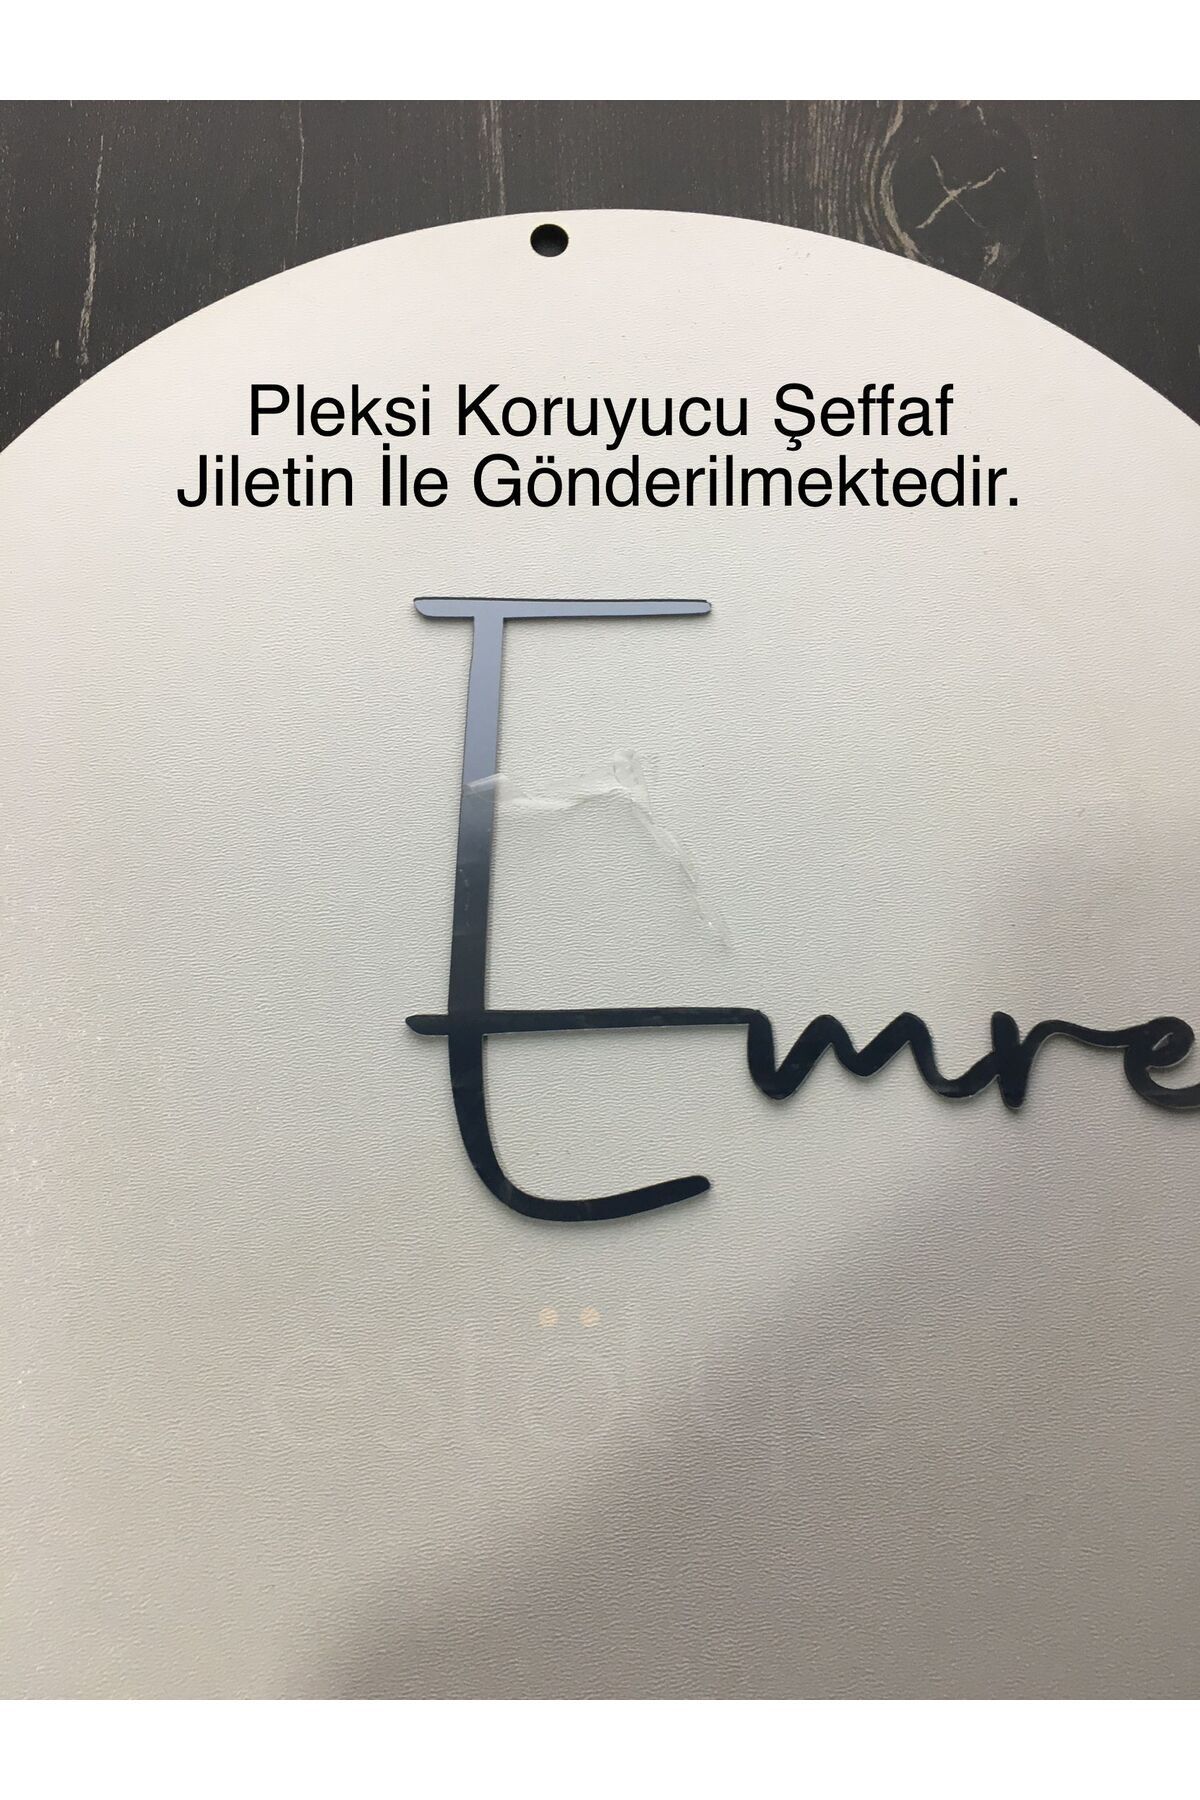 Pleksi Koruyucu Şeffaf
Jiletin İle Gönderilmektedir.
Emre